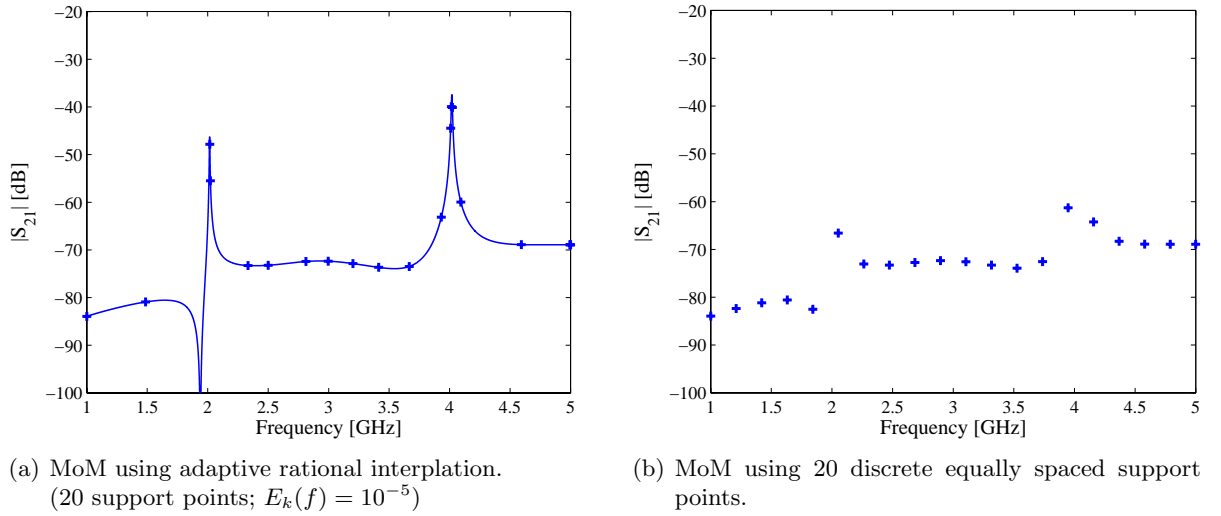 −20
−30
−40
−50
−60
−70
−80
−90
−100
|S21| [dB]
1 1.5 2 2.5 3 3.5 4 4.5 5
Frequency [GHz]
(a) MoM using adaptive rational interplation.
(20 support points; Ek(f) = 10−5)
−20
−30
−40
−50
−60
−70
−80
−90
−100
|S21| [dB]
1 1.5 2 2.5 3 3.5 4 4.5 5
Frequency [GHz]
(b) MoM using 20 discrete equally spaced support
points.